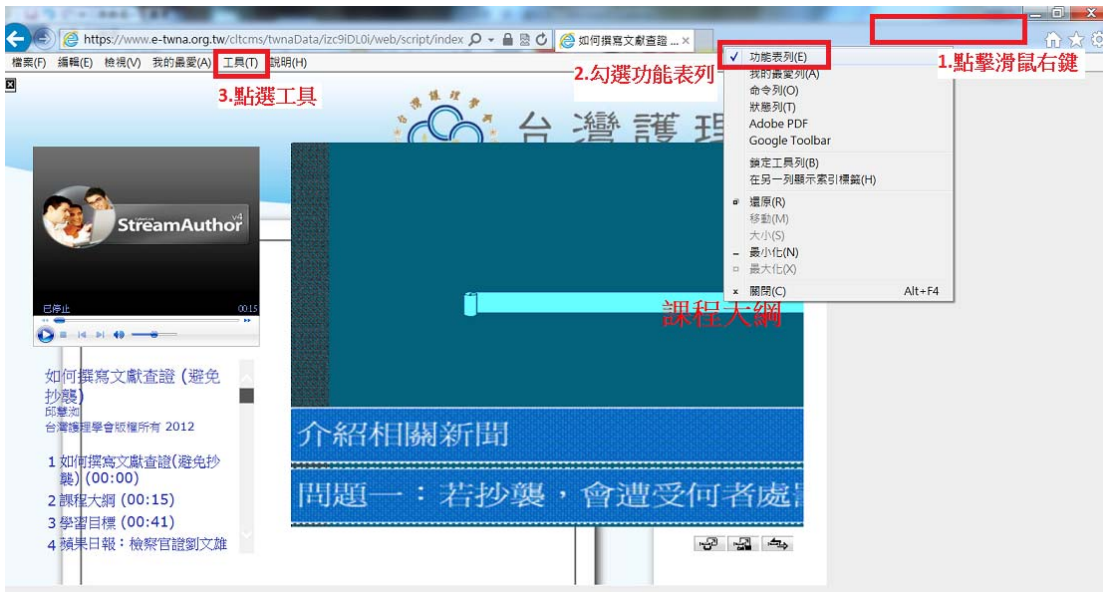 https://www.e-twna.org.tw/cltcms/twnaData/izc9iDL0i/web/script/index
如何撰寫文獻查證 ...
檔案(F) 編輯(E) 檢視(V) 我的最愛(A) 工具(T) 說明(H)
1.點擊滑鼠右鍵
2.勾選功能表列
3.點選工具
功能表列(E)
我的最愛列(A)
命令列(O)
狀態列(T)
Adobe PDF
Google Toolbar
鎖定工具列(B)
在另一列顯示索引標籤(H)
還原(R)
移動(M)
大小(S)
最小化(N)
最大化(X)
關閉(C) Alt+F4
台灣護理學會
台灣護理
StreamAuthor v4
已停止 00:15
課程大綱
如何撰寫文獻查證 (避免
抄襲)
邱慧洳
台灣護理學會版權所有 2012
1 如何撰寫文獻查證(避免抄
襲) (00:00)
2 課程大綱 (00:15)
3 學習目標 (00:41)
4 蘋果日報：檢察官證劉文雄
介紹相關新聞
問題一：若抄襲，會遭受何者處